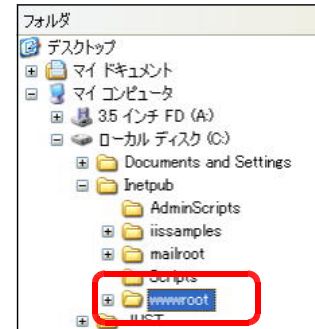 フォルダ
デスクトップ
マイ ドキュメント
マイ コンピュータ
3.5 インチ FD (A:)
ローカル ディスク (C:)
Documents and Settings
Inetpub
AdminScripts
iissamples
mailroot
Scripts
wwwroot
JUST